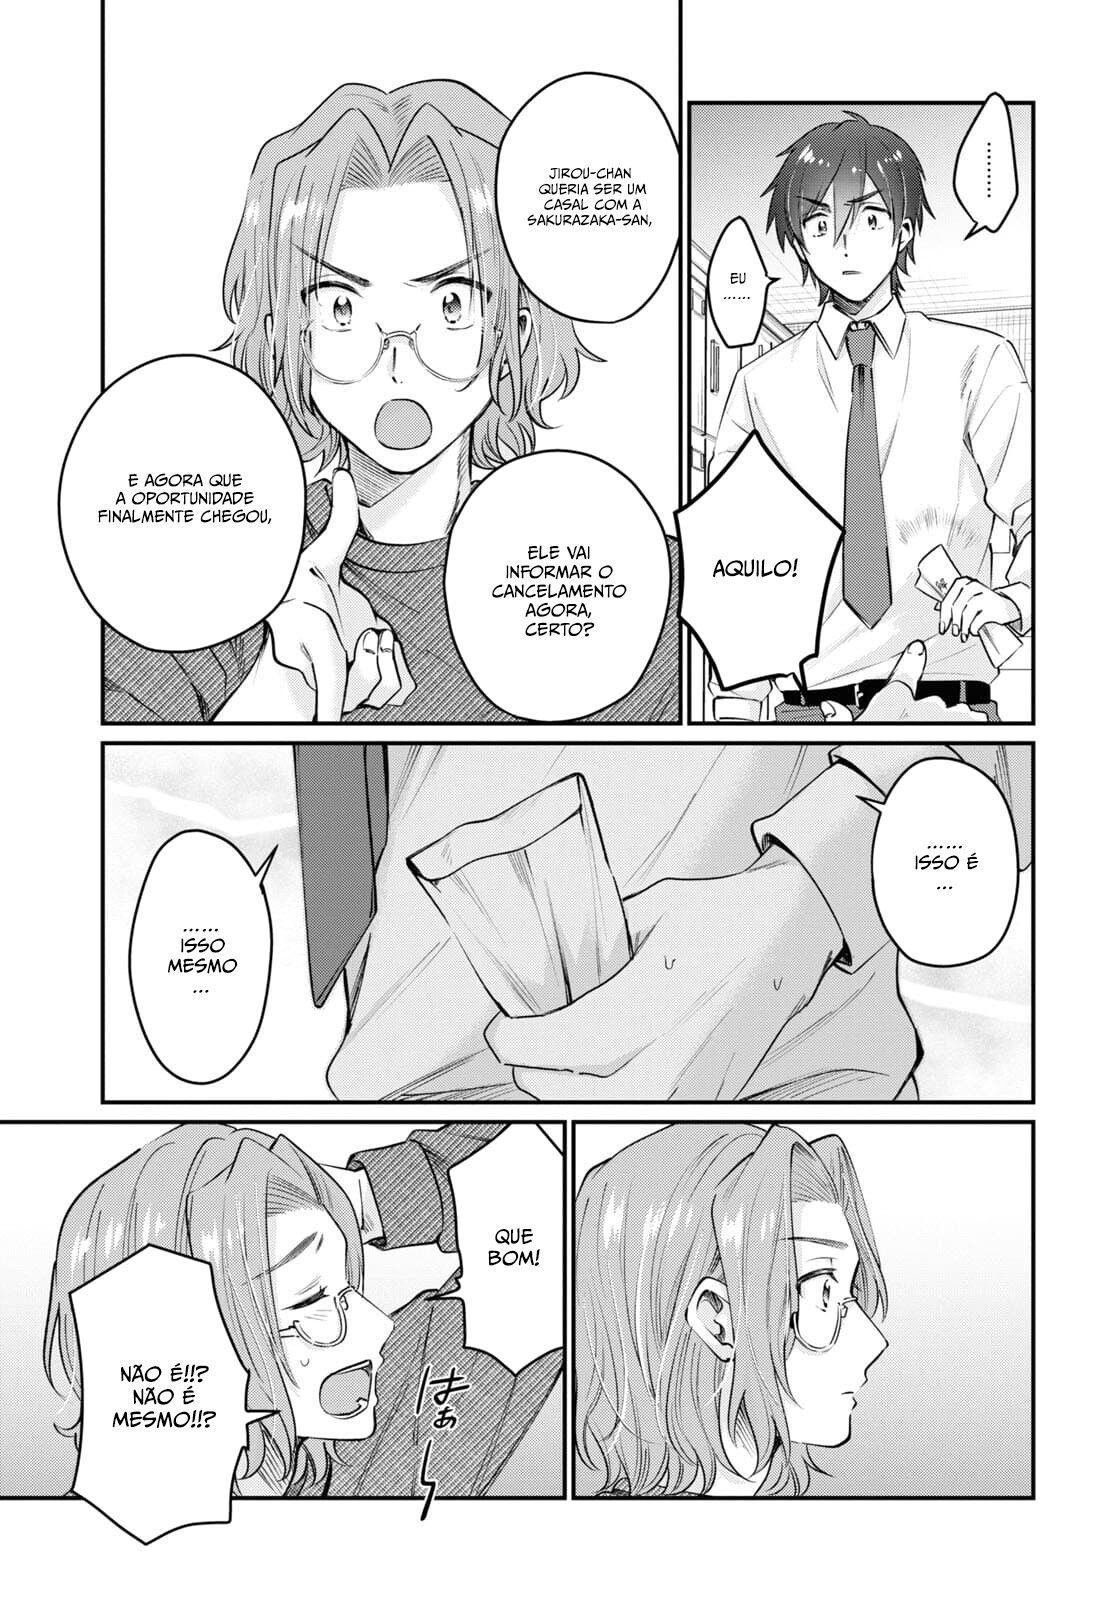 ………
EU
……
AQUILO!
JIROU-CHAN
QUERIA SER UM
CASAL COM A
SAKURAZAKA-SAN,
E AGORA QUE
A OPORTUNIDADE
FINALMENTE CHEGOU,
ELE VAI
INFORMAR O
CANCELAMENTO
AGORA,
CERTO?
……
ISSO É
...
……
ISSO
MESMO
...
QUE
BOM!
はぁ〜
NÃO É!!?
NÃO É
MESMO!!?